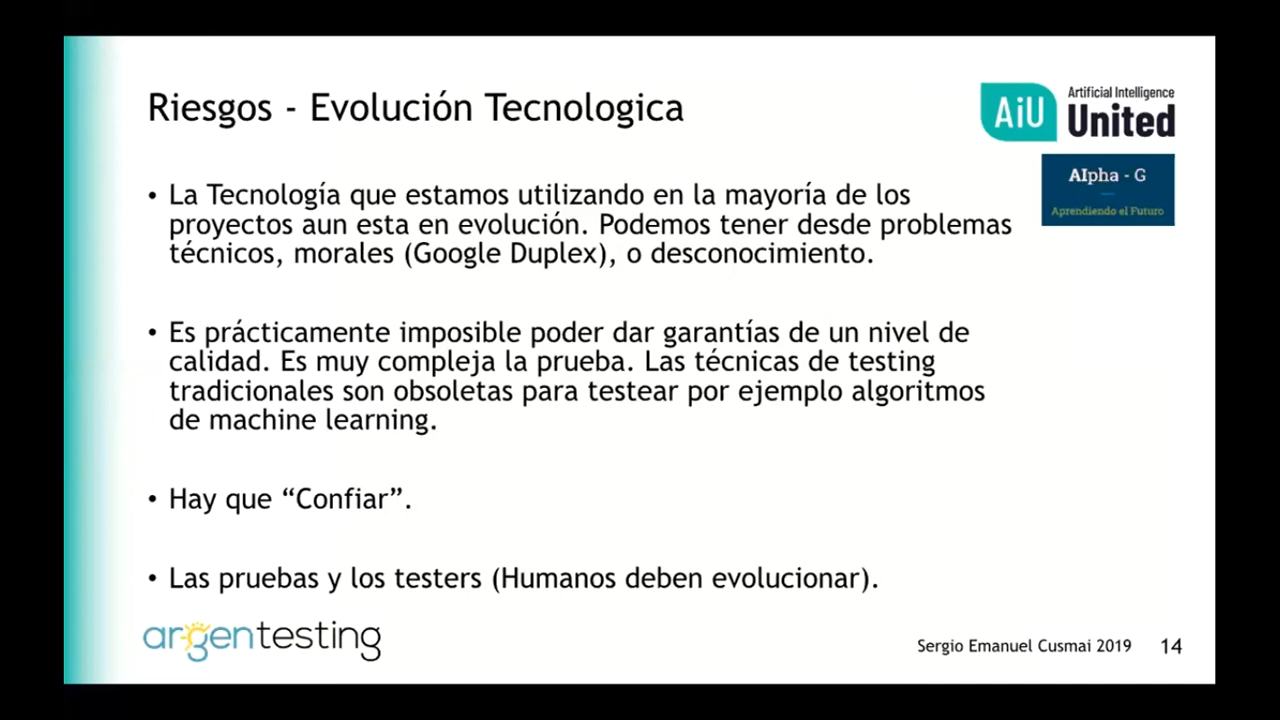 Riesgos - Evolución Tecnologica
AiU
Artificial Intelligence
United
AIpha - G
Aprendiendo el Futuro
• La Tecnología que estamos utilizando en la mayoría de los
proyectos aun esta en evolución. Podemos tener desde problemas
técnicos, morales (Google Duplex), o desconocimiento.
• Es prácticamente imposible poder dar garantías de un nivel de
calidad. Es muy compleja la prueba. Las técnicas de testing
tradicionales son obsoletas para testear por ejemplo algoritmos
de machine learning.
• Hay que “Confiar”.
• Las pruebas y los testers (Humanos deben evolucionar).
argentesting
Sergio Emanuel Cusmai 2019
14